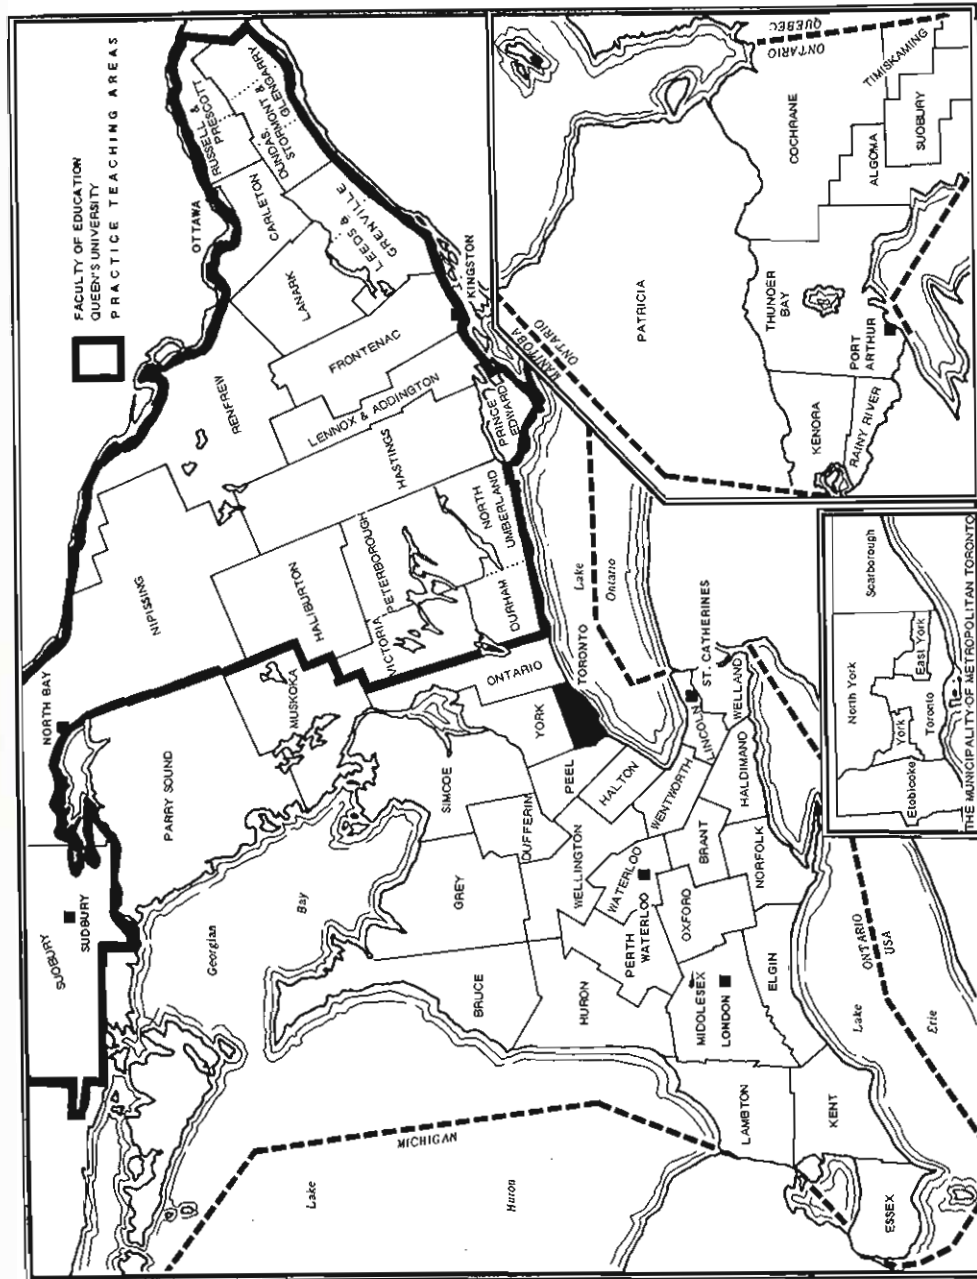 FACULTY OF EDUCATION
QUEEN'S UNIVERSITY
PRACTICE TEACHING AREAS
SUDBURY
SUDBURY
NORTH BAY
NIPISSING
PARRY SOUND
MUSKOKA
HALIBURTON
RENFREW
OTTAWA
RUSSELL &
PRESCOTT
CARLETON
DUNDAS,
STORMONT &
GLENGARRY
LANARK
LEEDS &
GRENVILLE
FRONTENAC
LENNOX & ADDINGTON
HASTINGS
PRINCE
EDWARD
KINGSTON
VICTORIA
PETERBOROUGH
NORTH
UMBERLAND
DURHAM
ONTARIO
YORK
TORONTO
SIMCOE
DUFFERIN
PEEL
HALTON
GREY
BRUCE
WELLINGTON
WATERLOO
WENTWORTH
LINCOLN
ST. CATHERINES
WELLAND
HURON
PERTH
WATERLOO
OXFORD
BRANT
HALDIMAND
NORFOLK
MIDDLESEX
LONDON
ELGIN
LAMBTON
KENT
ESSEX
MICHIGAN
Lake
Huron
Georgian
Bay
Lake
Ontario
Lake
Erie
ONTARIO
USA
MANITOBA
ONTARIO
PATRICIA
KENORA
RAINY RIVER
THUNDER
BAY
PORT
ARTHUR
COCHRANE
ALGOMA
SUDBURY
TIMISKAMING
QUEBEC
ONTARIO
Etobicoke
North York
York
East York
Toronto
Scarborough
THE MUNICIPALITY OF METROPOLITAN TORONTO